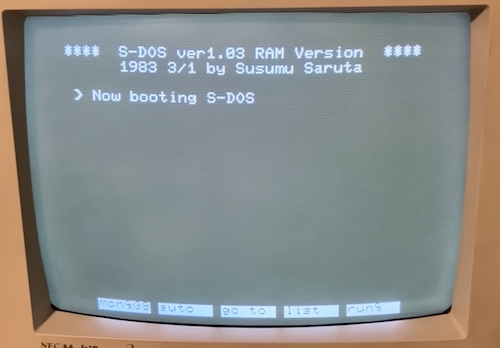 **** S-DOS ver1.03 RAM Version ****
1983 3/1 by Susumu Saruta
> Now booting S-DOS
auto go to list run%
NEC